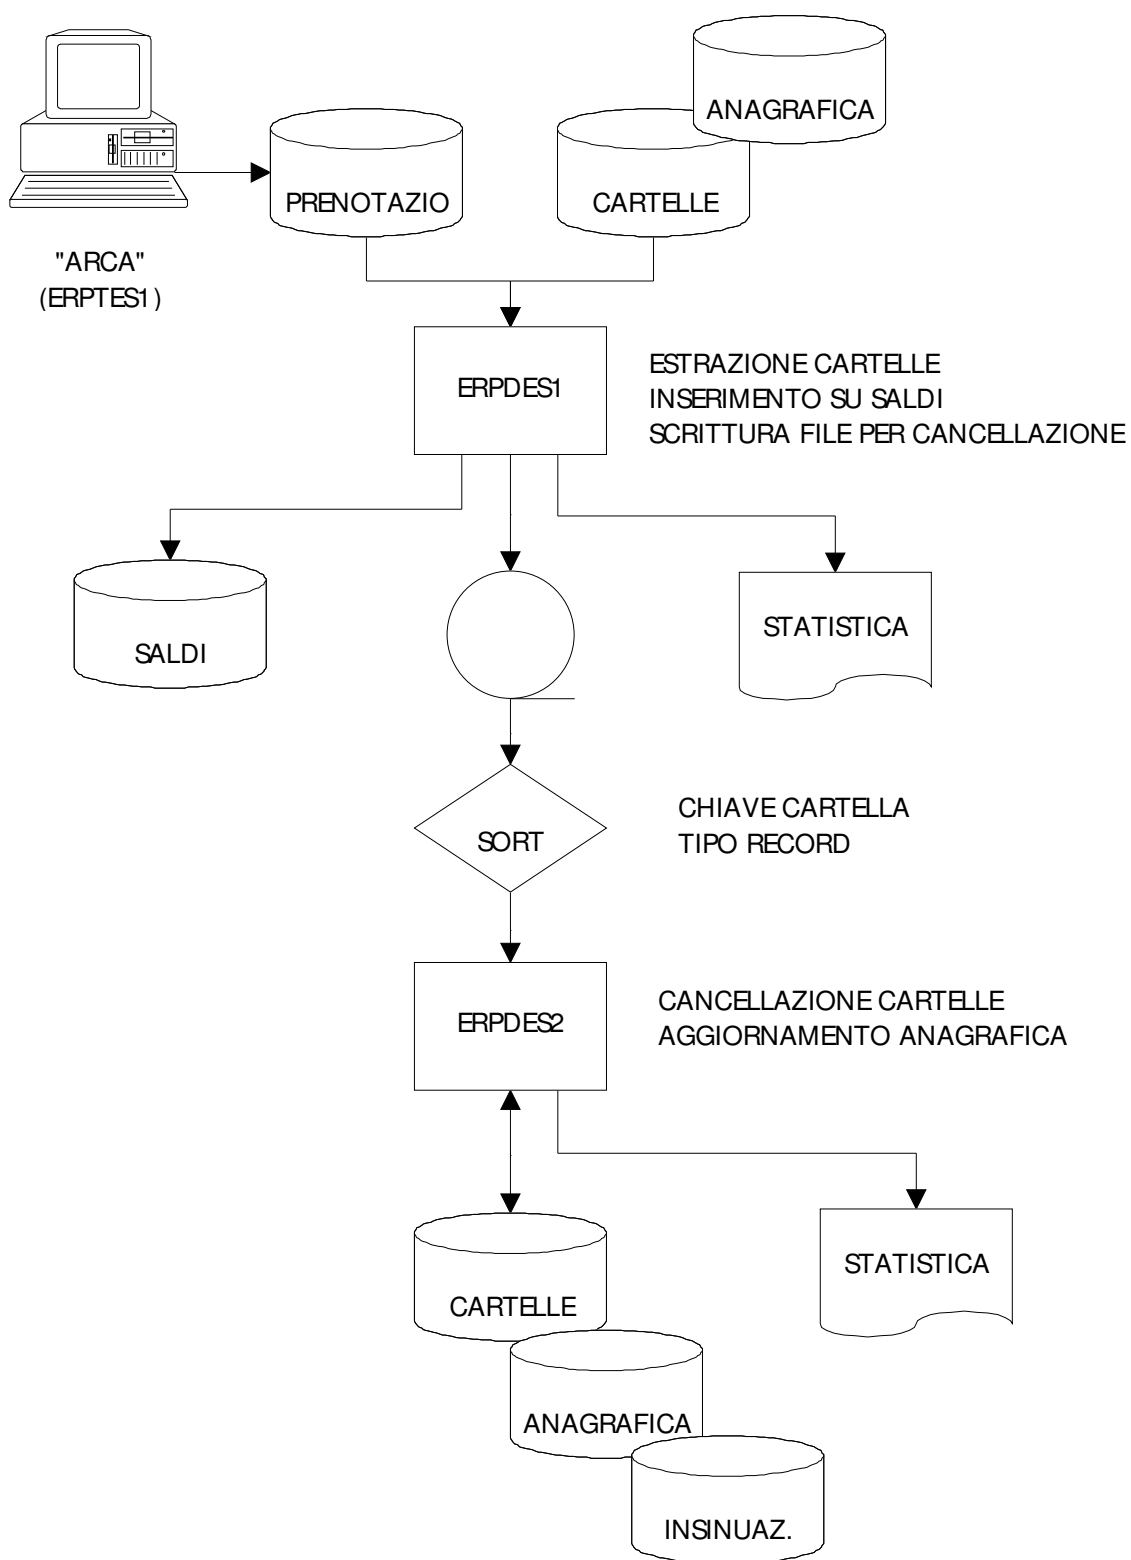 ANAGRAFICA
PRENOTAZIO
CARTELLE
"ARCA"
(ERPTES1)
ERPDES1
ESTRAZIONE CARTELLE
INSERIMENTO SU SALDI
SCRITTURA FILE PER CANCELLAZIONE
SALDI
STATISTICA
SORT
CHIAVE CARTELLA
TIPO RECORD
ERPDES2
CANCELLAZIONE CARTELLE
AGGIORNAMENTO ANAGRAFICA
CARTELLE
STATISTICA
ANAGRAFICA
INSINUAZ.